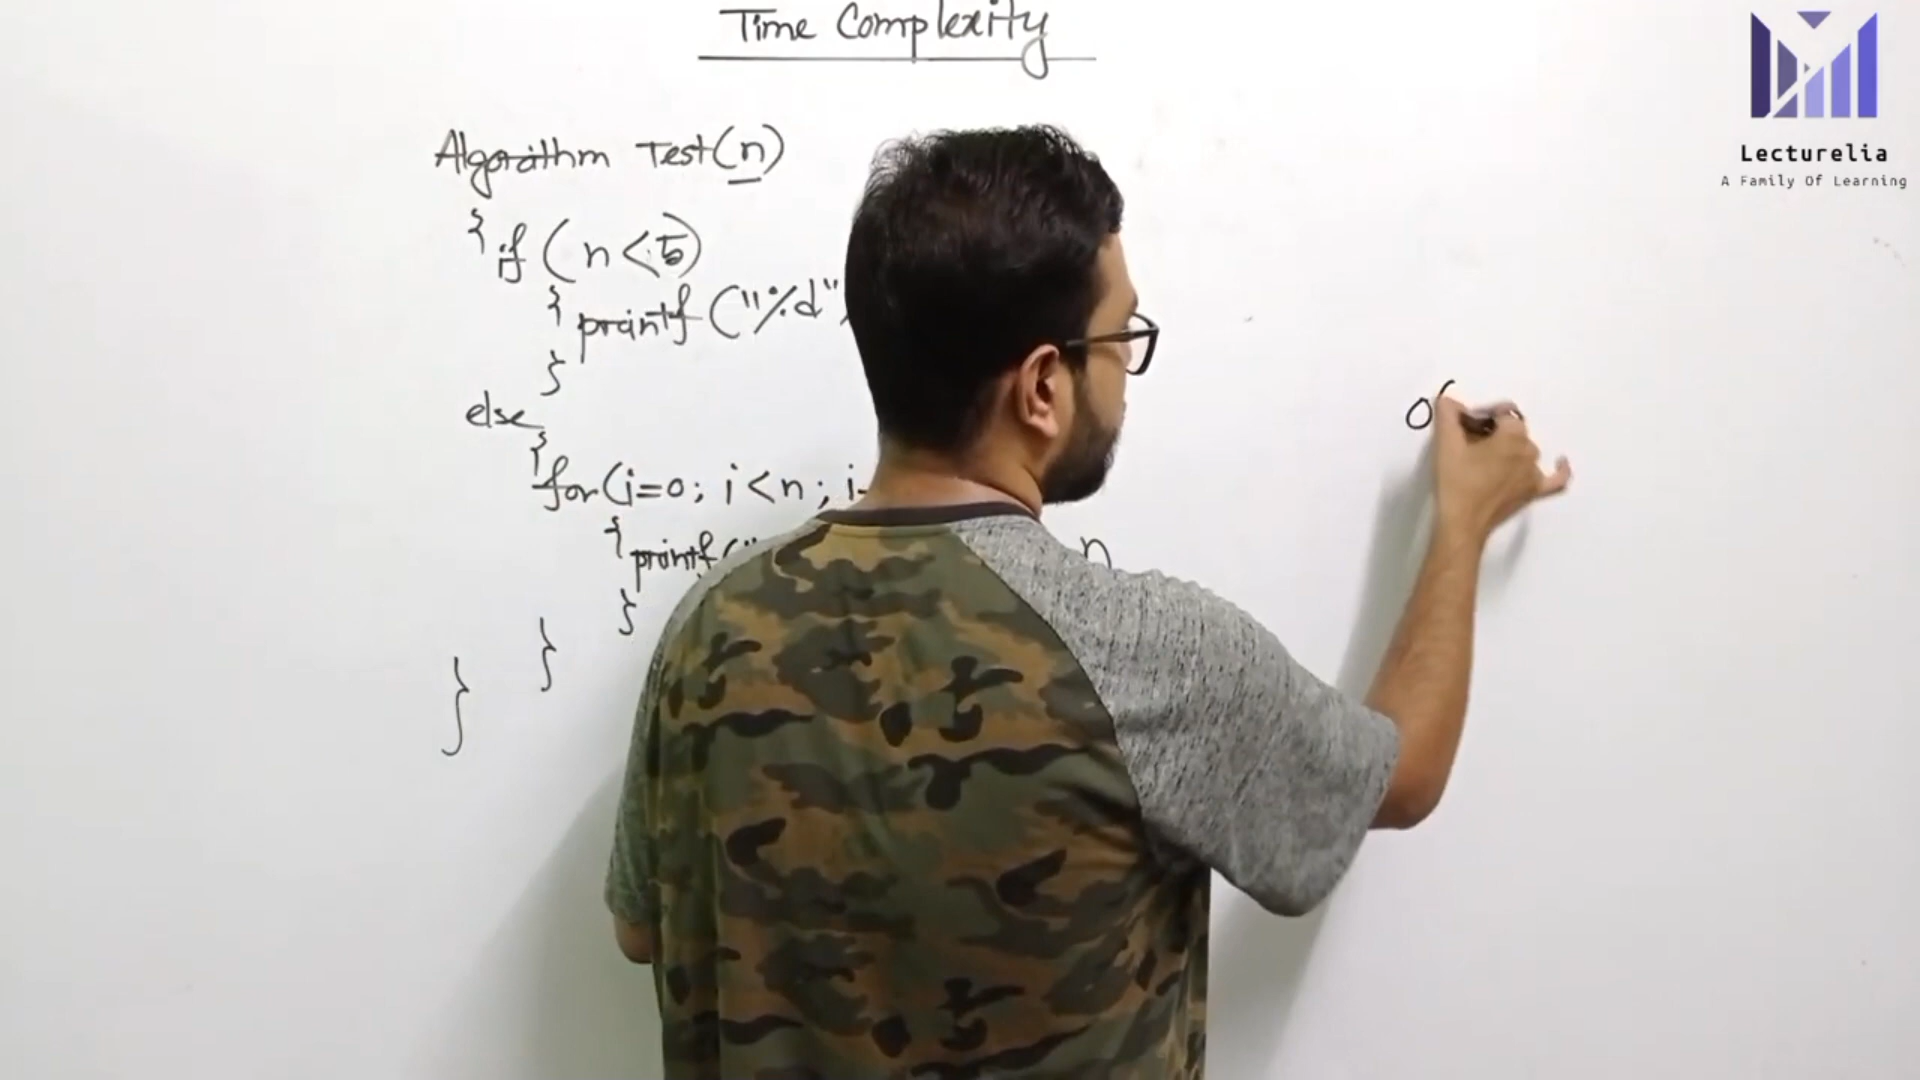 Time Complexity
Algorithm Test(n)
{ if (n<5)
{ printf ("%d"
}
else
{
for(i=0; i<n; i
{ printf("
n
}
}
}
O(
Lecturelia
A Family Of Learning